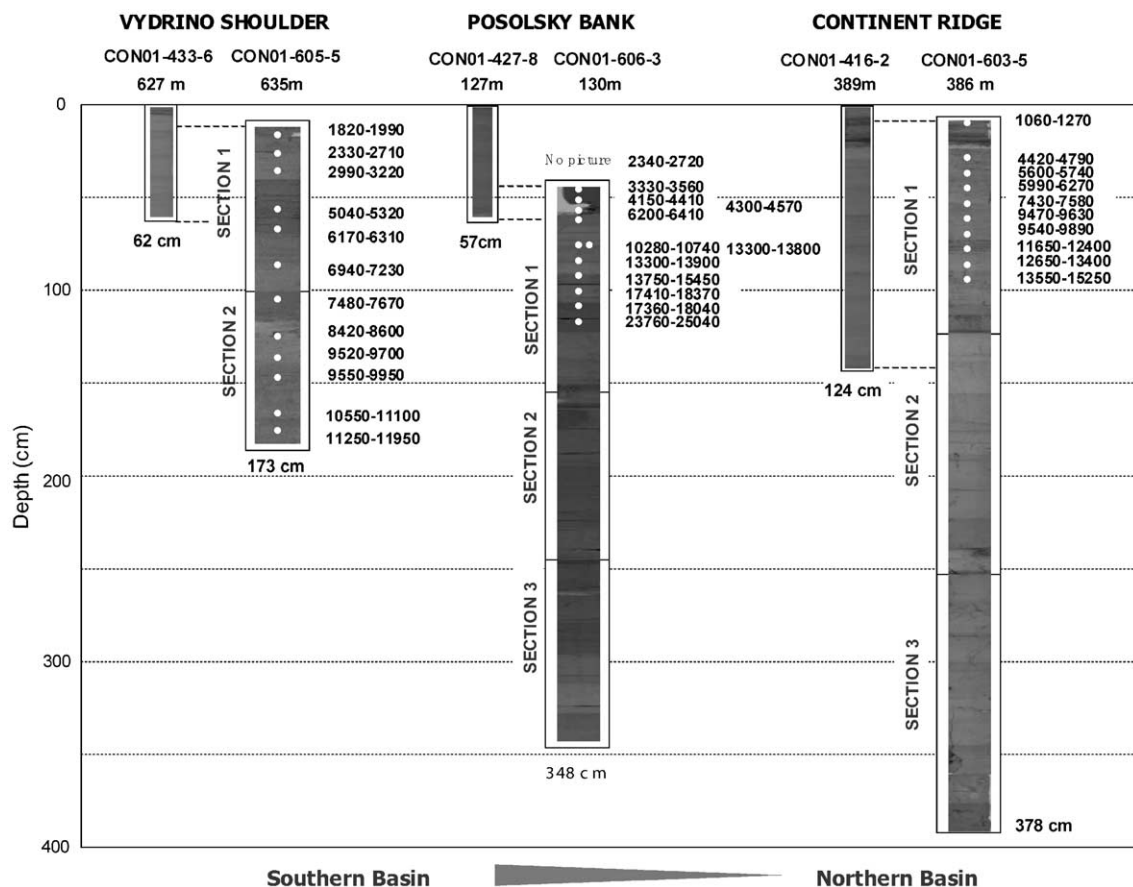 VYDRINO SHOULDER
POSOLSKY BANK
CONTINENT RIDGE
CON01-433-6
CON01-605-5
CON01-427-8
CON01-606-3
CON01-416-2
CON01-603-5
627 m
635m
127m
130m
389m
386 m
Depth (cm)
0
100
200
300
400
62 cm
SECTION 1
SECTION 2
1820-1990
2330-2710
2990-3220
5040-5320
6170-6310
6940-7230
7480-7670
8420-8600
9520-9700
9550-9950
10550-11100
11250-11950
173 cm
57cm
No picture
SECTION 1
SECTION 2
SECTION 3
2340-2720
3330-3560
4150-4410
4300-4570
6200-6410
10280-10740 13300-13800
13300-13900
13750-15450
17410-18370
17360-18040
23760-25040
348 cm
124 cm
SECTION 1
SECTION 2
SECTION 3
1060-1270
4420-4790
5600-5740
5990-6270
7430-7580
9470-9630
9540-9890
11650-12400
12650-13400
13550-15250
378 cm
Southern Basin
Northern Basin